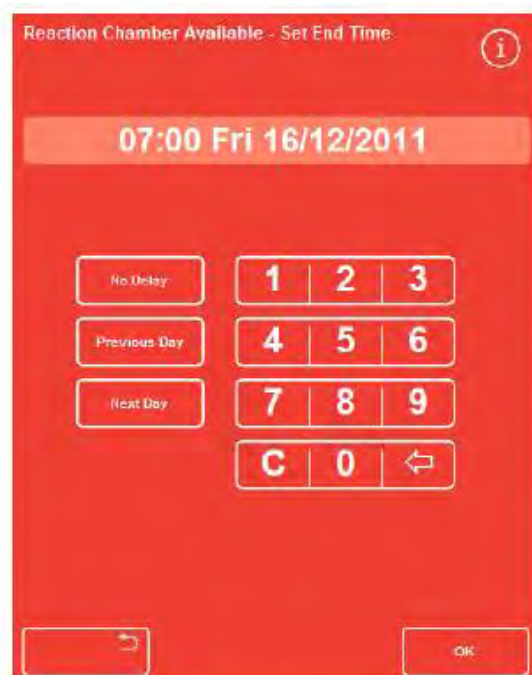 Reaction Chamber Available - Set End Time
i
07:00 Fri 16/12/2011
No Delay
1 2 3
Previous Day
4 5 6
Next Day
7 8 9
C 0
OK